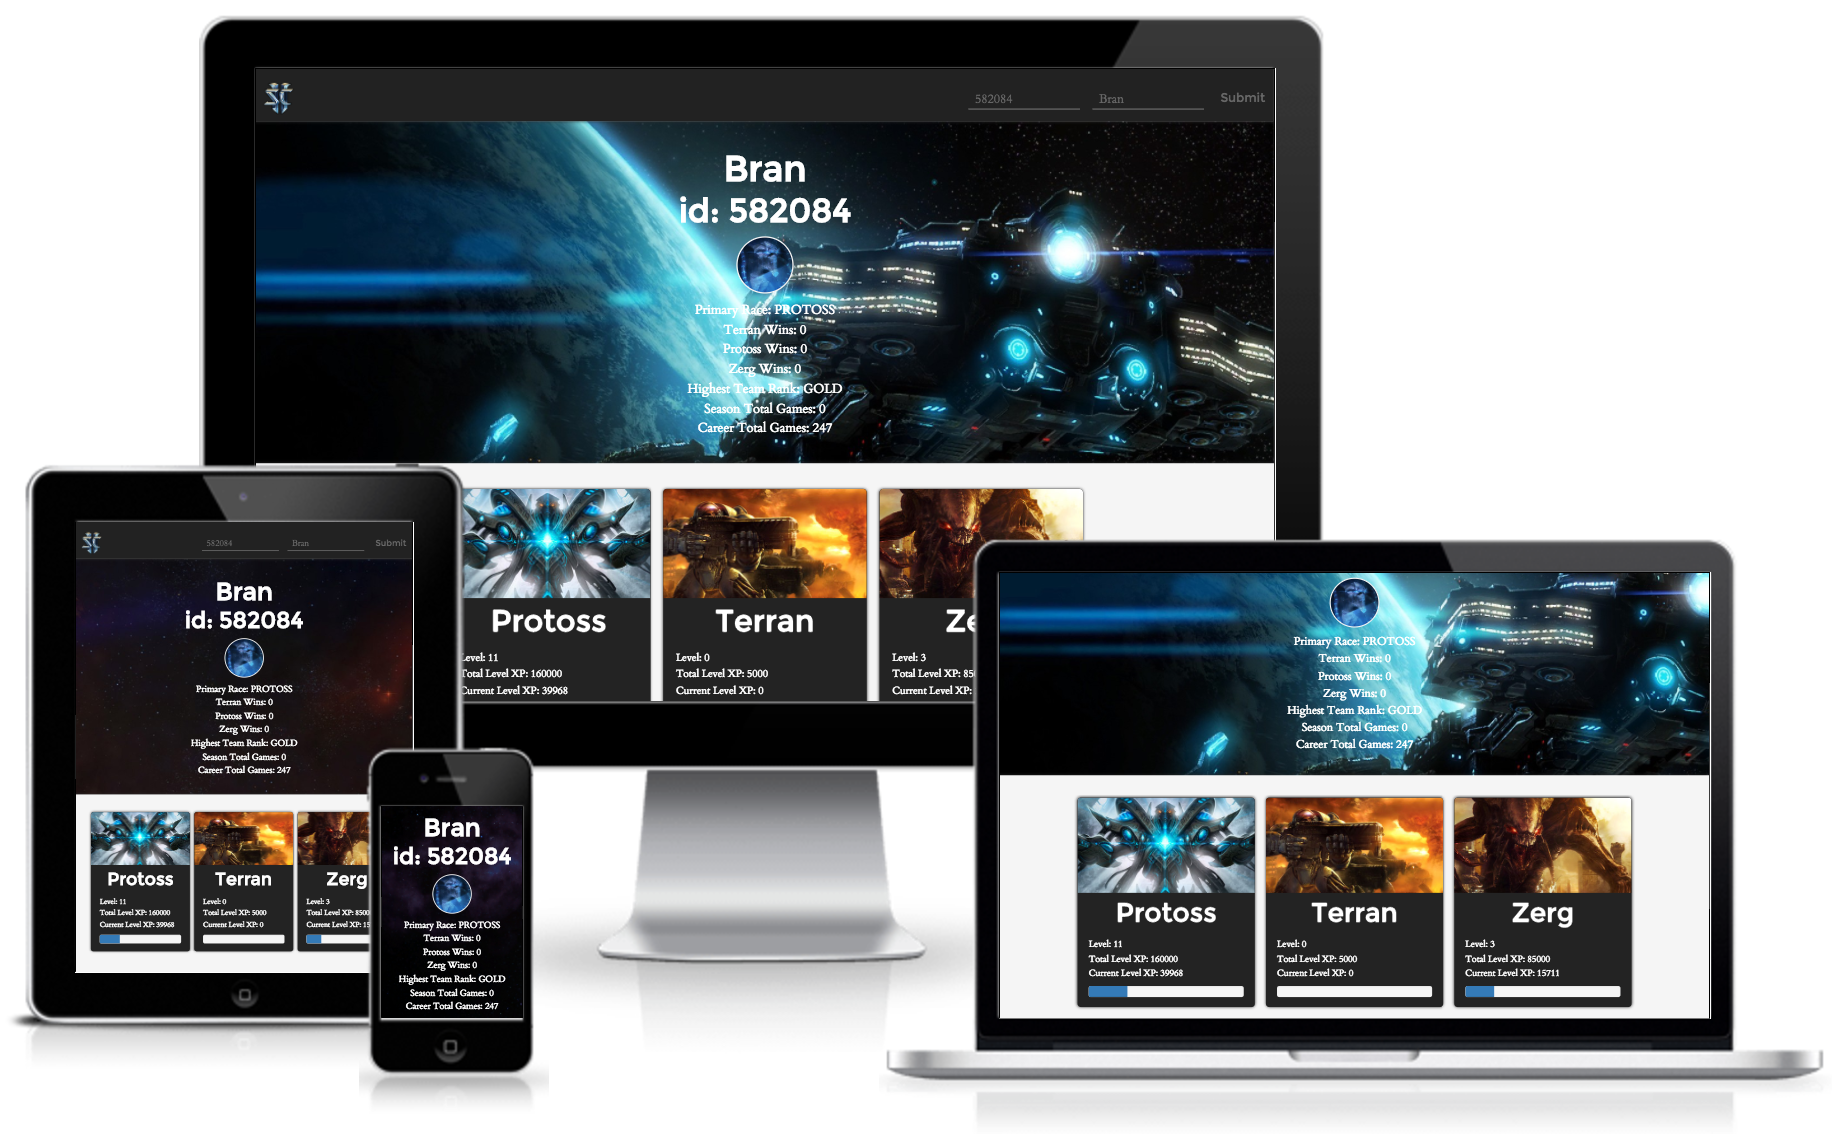 582084
Bran
Submit
Bran
id: 582084
Primary Race: PROTOSS
Terran Wins: 0
Protoss Wins: 0
Zerg Wins: 0
Highest Team Rank: GOLD
Season Total Games: 0
Career Total Games: 247
Protoss
Level: 11
Total Level XP: 160000
Current Level XP: 39968
Terran
Level: 0
Total Level XP: 5000
Current Level XP: 0
Ze
Level: 3
Total Level XP: 850
Current Level XP:
582084
Bran
Submit
Bran
id: 582084
Primary Race: PROTOSS
Terran Wins: 0
Protoss Wins: 0
Zerg Wins: 0
Highest Team Rank: GOLD
Season Total Games: 0
Career Total Games: 247
Protoss
Level: 11
Total Level XP: 160000
Current Level XP: 39968
Terran
Level: 0
Total Level XP: 5000
Current Level XP: 0
Zerg
Level: 3
Total Level XP: 8500
Current Level XP: 15
Bran
id: 582084
Primary Race: PROTOSS
Terran Wins: 0
Protoss Wins: 0
Zerg Wins: 0
Highest Team Rank: GOLD
Season Total Games: 0
Career Total Games: 247
Primary Race: PROTOSS
Terran Wins: 0
Protoss Wins: 0
Zerg Wins: 0
Highest Team Rank: GOLD
Season Total Games: 0
Career Total Games: 247
Protoss
Level: 11
Total Level XP: 160000
Current Level XP: 39968
Terran
Level: 0
Total Level XP: 5000
Current Level XP: 0
Zerg
Level: 3
Total Level XP: 85000
Current Level XP: 15711